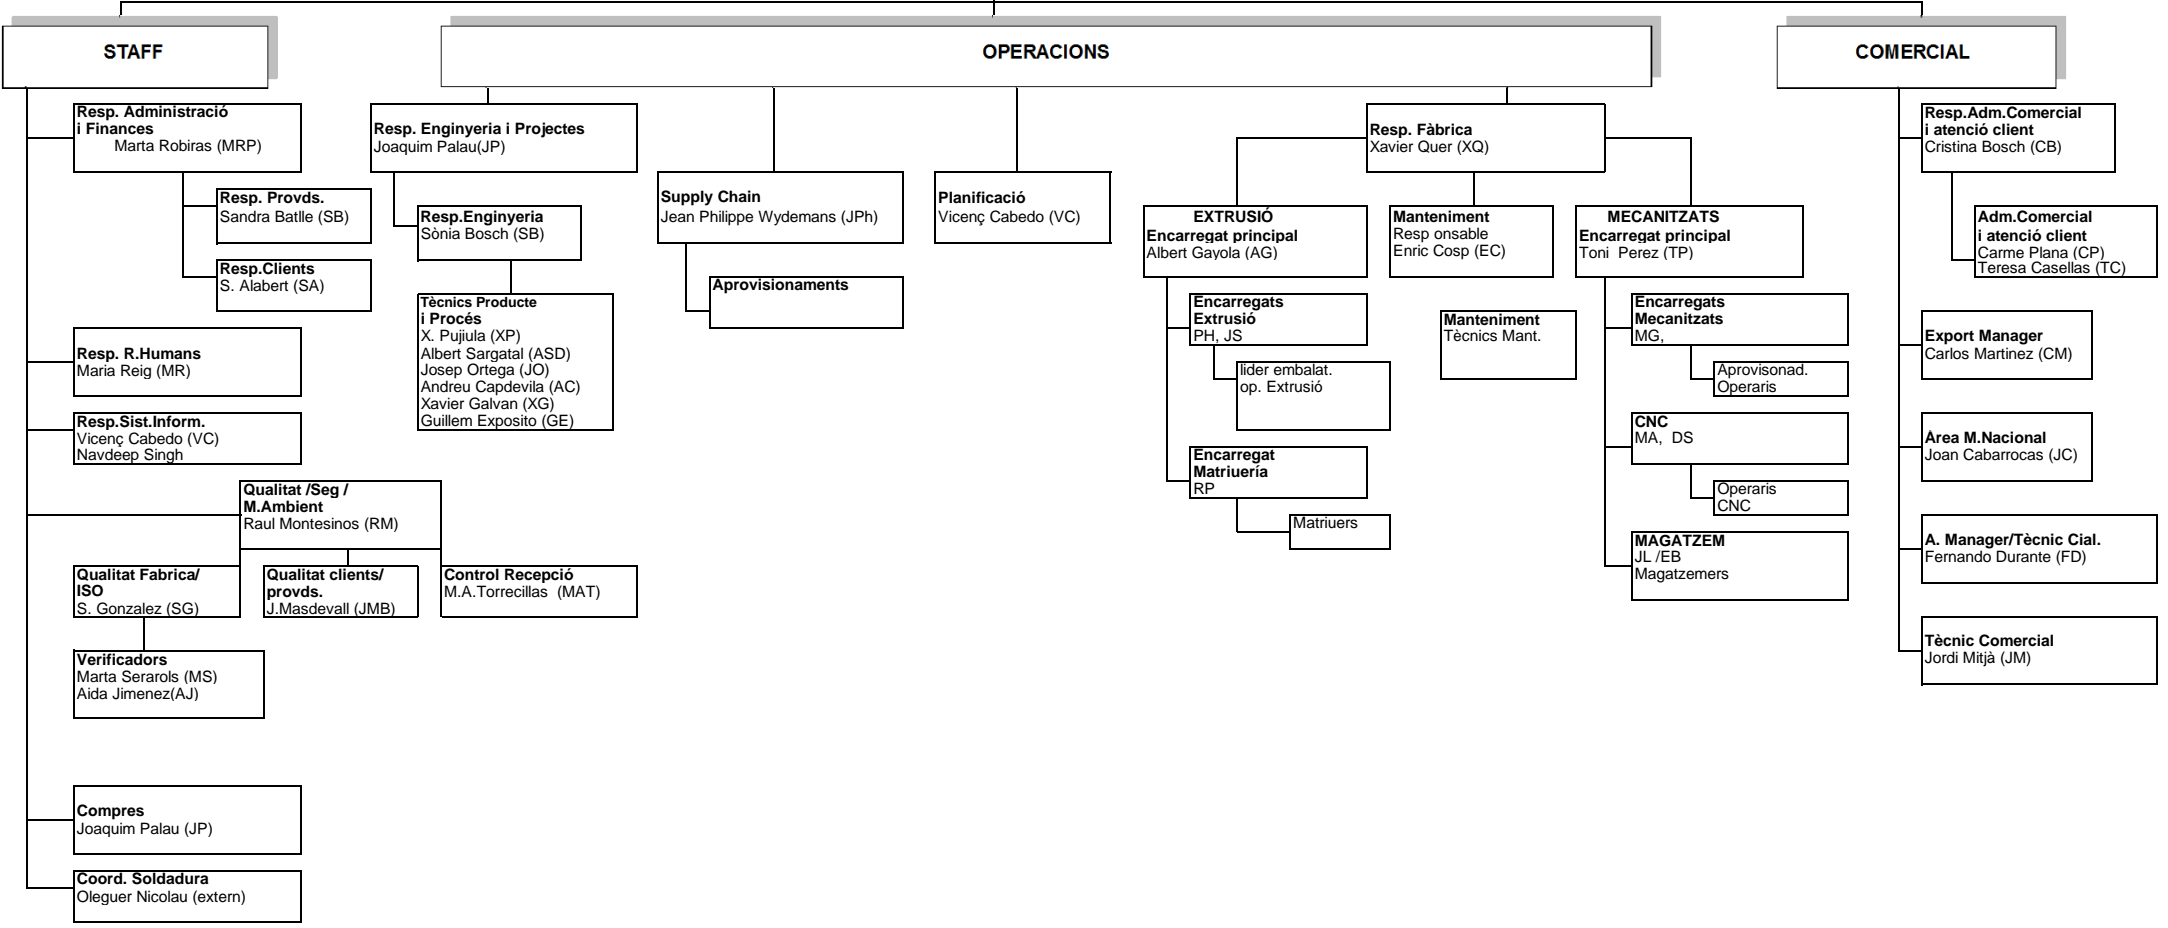 STAFF
OPERACIONS
COMERCIAL
Resp. Administració
i Finances
Marta Robiras (MRP)
Resp. Provds.
Sandra Batlle (SB)
Resp.Clients
S. Alabert (SA)
Resp. R.Humans
Maria Reig (MR)
Resp.Sist.Inform.
Vicenç Cabedo (VC)
Navdeep Singh
Qualitat /Seg /
M.Ambient
Raul Montesinos (RM)
Qualitat Fabrica/
ISO
S. Gonzalez (SG)
Qualitat clients/
provds.
J.Masdevall (JMB)
Control Recepció
M.A.Torrecillas (MAT)
Verificadors
Marta Serarols (MS)
Aida Jimenez(AJ)
Compres
Joaquim Palau (JP)
Coord. Soldadura
Oleguer Nicolau (extern)
Resp. Enginyeria i Projectes
Joaquim Palau(JP)
Resp.Enginyeria
Sònia Bosch (SB)
Tècnics Producte
i Procés
X. Pujiula (XP)
Albert Sargatal (ASD)
Josep Ortega (JO)
Andreu Capdevila (AC)
Xavier Galvan (XG)
Guillem Exposito (GE)
Supply Chain
Jean Philippe Wydemans (JPh)
Aprovisionaments
Planificació
Vicenç Cabedo (VC)
Resp. Fàbrica
Xavier Quer (XQ)
EXTRUSIÓ
Encarregat principal
Albert Gayola (AG)
Encarregats
Extrusió
PH, JS
lider embalat.
op. Extrusió
Encarregat
Matriuería
RP
Matriuers
Manteniment
Resp onsable
Enric Cosp (EC)
Manteniment
Tècnics Mant.
MECANITZATS
Encarregat principal
Toni Perez (TP)
Encarregats
Mecanitzats
MG,
Aprovisonad.
Operaris
CNC
MA, DS
Operaris
CNC
MAGATZEM
JL /EB
Magatzemers
Resp.Adm.Comercial
i atenció client
Cristina Bosch (CB)
Adm.Comercial
i atenció client
Carme Plana (CP)
Teresa Casellas (TC)
Export Manager
Carlos Martinez (CM)
Àrea M.Nacional
Joan Cabarrocas (JC)
A. Manager/Tècnic Cial.
Fernando Durante (FD)
Tècnic Comercial
Jordi Mitjà (JM)